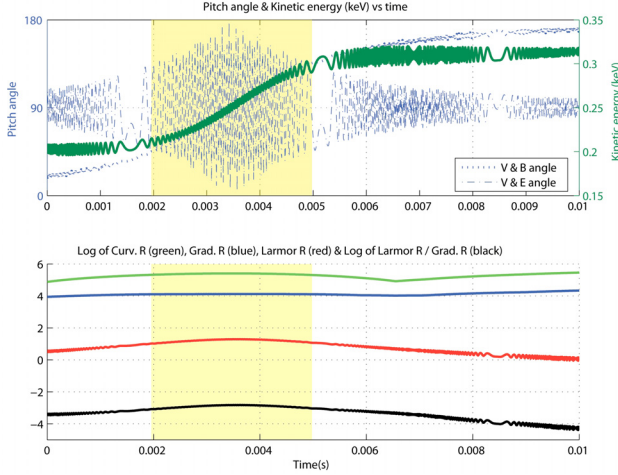 Pitch angle & Kinetic energy (keV) vs time
180
90
0
Pitch angle
0.35
0.3
0.25
0.2
0.15
Kinetic energy (keV)
V & B angle
V & E angle
0 0.001 0.002 0.003 0.004 0.005 0.006 0.007 0.008 0.009 0.01
Log of Curv. R (green), Grad. R (blue), Larmor R (red) & Log of Larmor R / Grad. R (black)
6
4
2
0
−2
−4
0 0.002 0.004 0.006 0.008 0.01
Time(s)